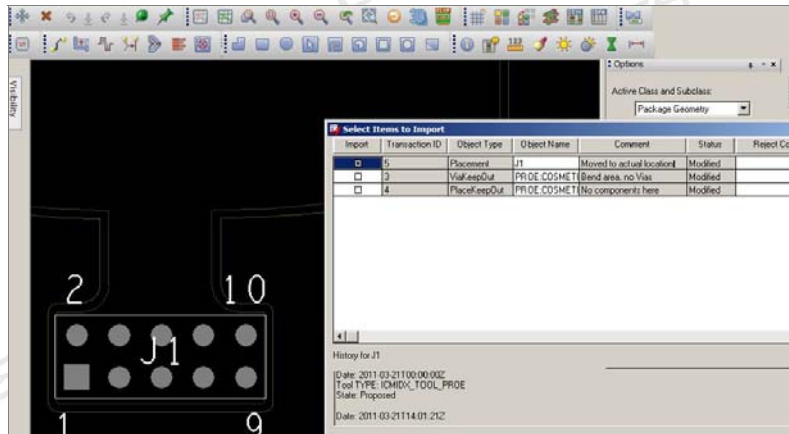 Visibility
Options
Active Class and Subclass:
Package Geometry
Select Items to Import
Import Transaction ID Object Type Object Name Comment Status Reject Co
5 Placement J1 Moved to actual location Modified
3 ViaKeepOut PROE:COSMETI Bend area, no Vias Modified
4 PlaceKeepOut PROE:COSMETI No components here Modified
2 10
J1
1 9
History for J1
Date: 2011-03-21T00:00:00Z
Tool TYPE: ICMIDX_TOOL_PROE
State: Proposed
Date: 2011-03-21T14:01:21Z